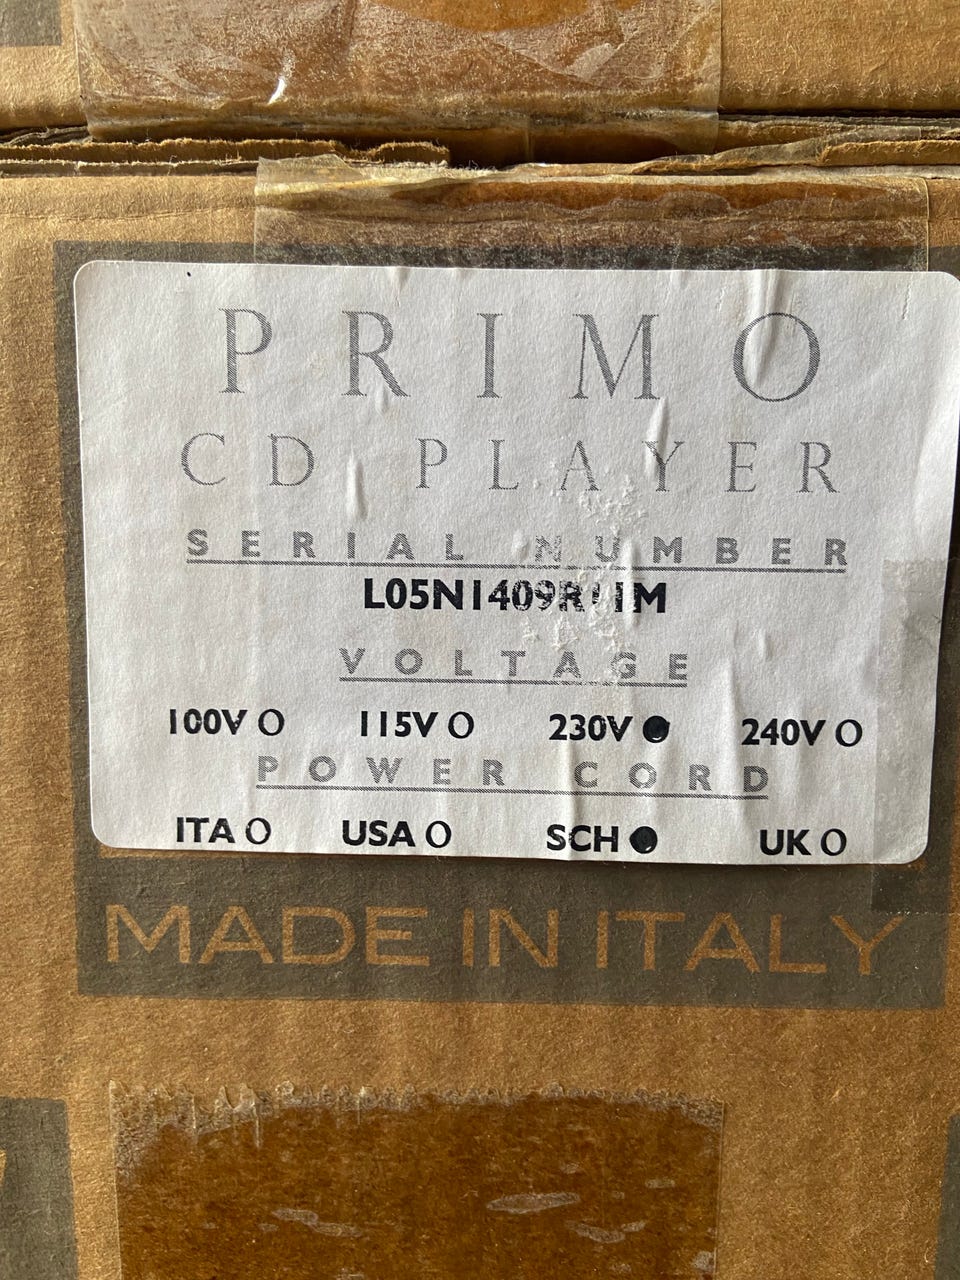 PRIMO
CD PLAYER
SERIAL NUMBER
VOLTAGE
100V O 115V O 230V ● 240V O
POWER CORD
ITA O USA O SCH ● UK O
MADE IN ITALY